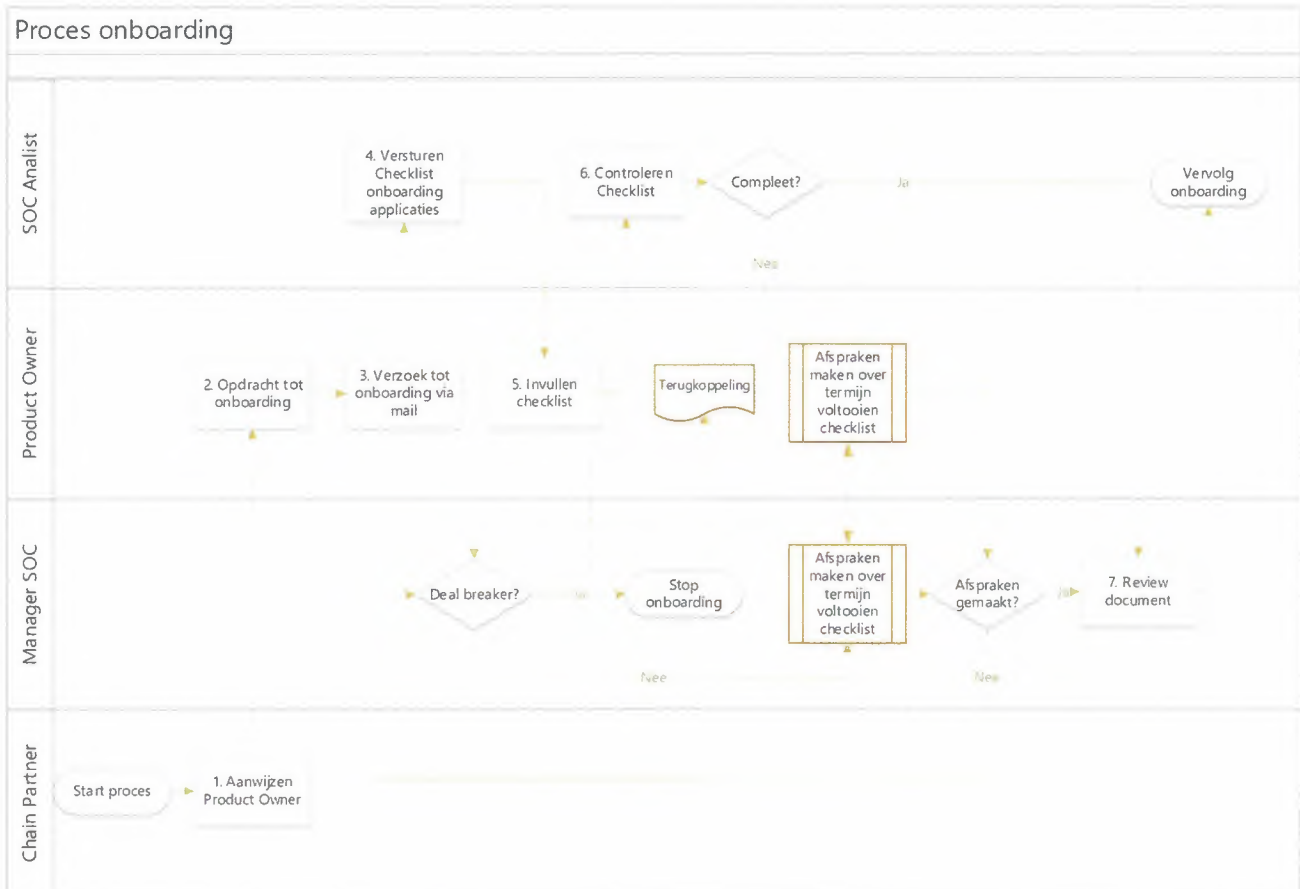 Proces onboarding
SOC Analist
4. Versturen
Checklist
onboarding
applicaties
6. Controleren
Checklist
Compleet?
Ja
Vervolg
onboarding
Nee
Product Owner
2. Opdracht tot
onboarding
3. Verzoek tot
onboarding via
mail
5. Invullen
checklist
Terugkoppeling
Afspraken
maken over
termijn
voltooien
checklist
Manager SOC
Deal breaker?
Stop
onboarding
Afspraken
maken over
termijn
voltooien
checklist
Afspraken
gemaakt?
Ja
7. Review
document
Nee
Nee
Chain Partner
Start proces
1. Aanwijzen
Product Owner